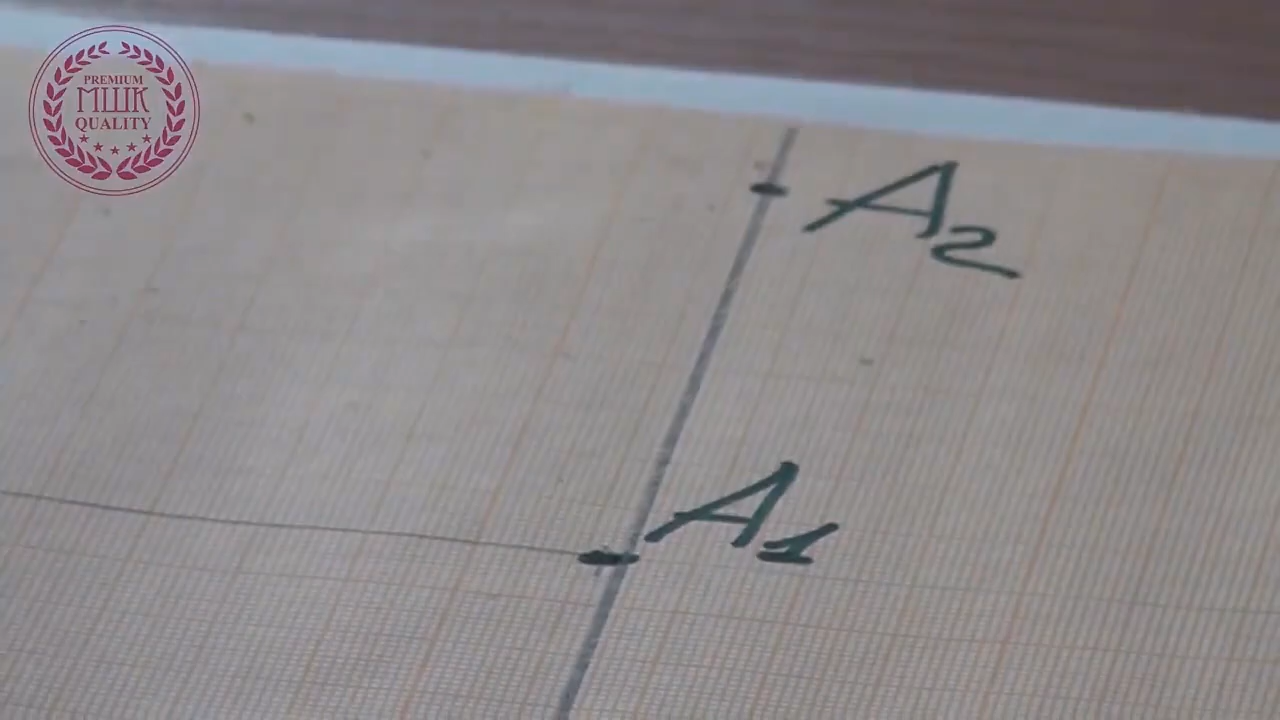 PREMIUM
МШК
QUALITY
A₂
A₁